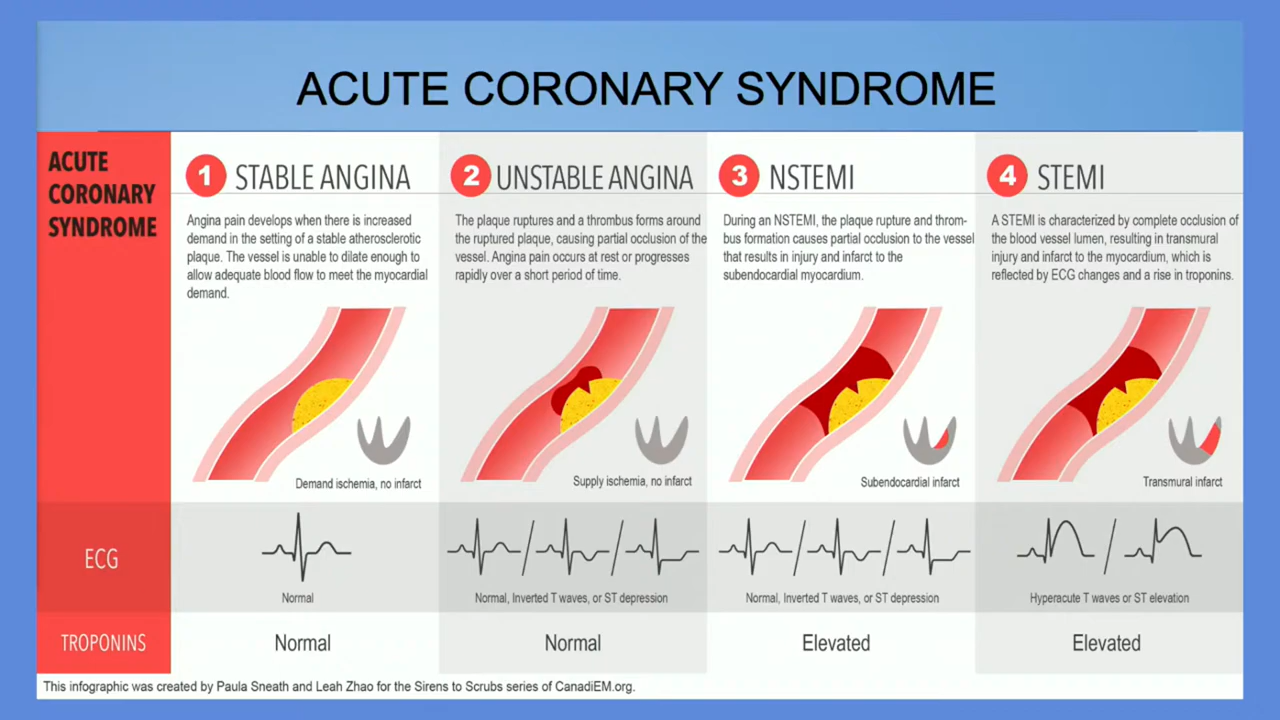 ACUTE CORONARY SYNDROME
ACUTE
CORONARY
SYNDROME
1 STABLE ANGINA
Angina pain develops when there is increased
demand in the setting of a stable atherosclerotic
plaque. The vessel is unable to dilate enough to
allow adequate blood flow to meet the myocardial
demand.
Demand ischemia, no infarct
2 UNSTABLE ANGINA
The plaque ruptures and a thrombus forms around
the ruptured plaque, causing partial occlusion of the
vessel. Angina pain occurs at rest or progresses
rapidly over a short period of time.
Supply ischemia, no infarct
3 NSTEMI
During an NSTEMI, the plaque rupture and throm-
bus formation causes partial occlusion to the vessel
that results in injury and infarct to the
subendocardial myocardium.
Subendocardial infarct
4 STEMI
A STEMI is characterized by complete occlusion of
the blood vessel lumen, resulting in transmural
injury and infarct to the myocardium, which is
reflected by ECG changes and a rise in troponins.
Transmural infarct
ECG
Normal
Normal, Inverted T waves, or ST depression
Normal, Inverted T waves, or ST depression
Hyperacute T waves or ST elevation
TROPONINS
Normal
Normal
Elevated
Elevated
This infographic was created by Paula Sneath and Leah Zhao for the Sirens to Scrubs series of CanadiEM.org.